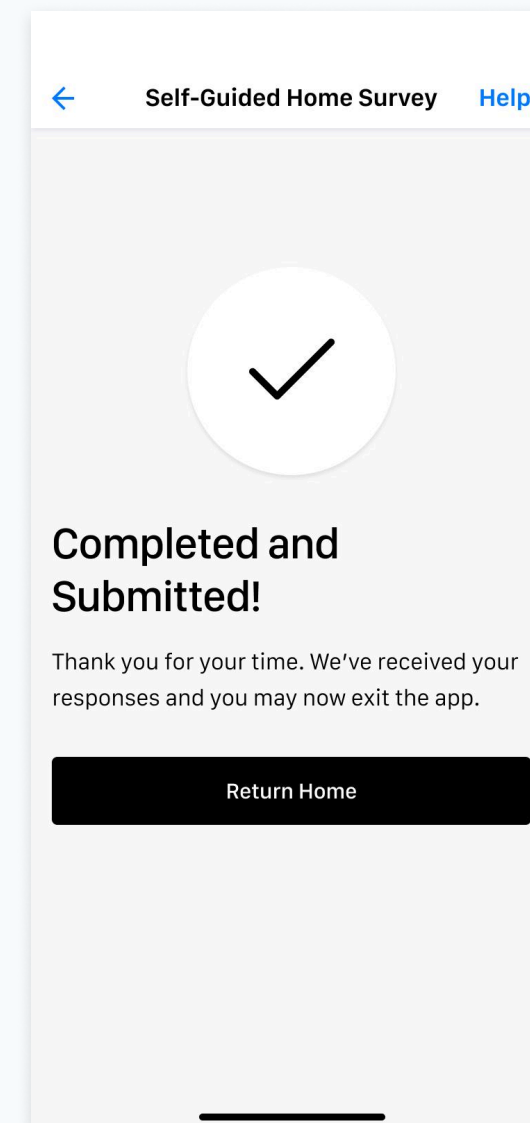 Self-Guided Home Survey Help
Completed and
Submitted!
Thank you for your time. We've received your
responses and you may now exit the app.
Return Home